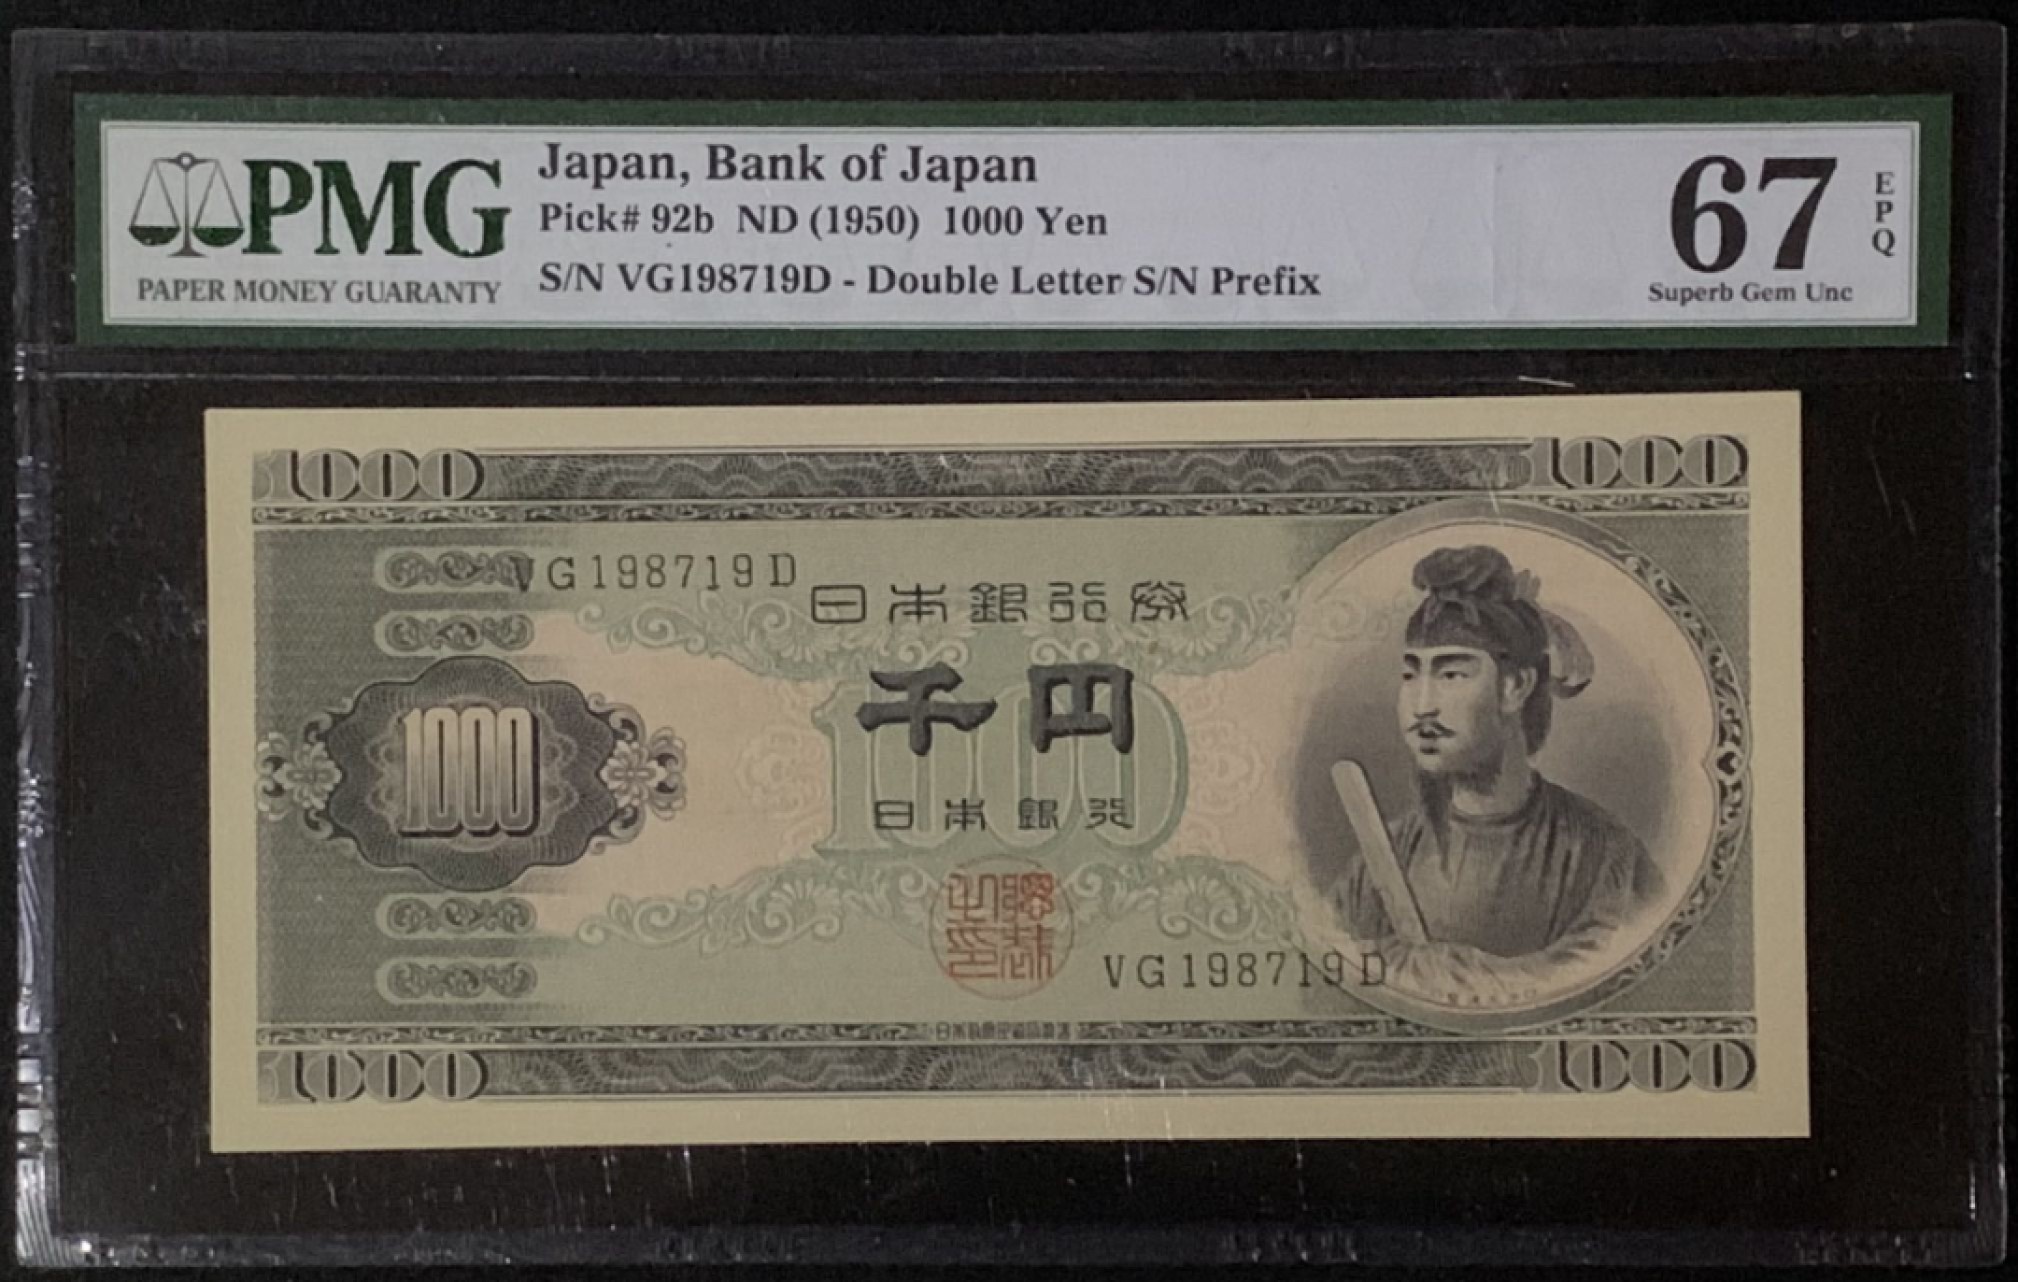 PMG
PAPER MONEY GUARANTY
Japan, Bank of Japan
Pick# 92b ND (1950) 1000 Yen
S/N VG198719D - Double Letter S/N Prefix
67
EPQ
Superb Gem Unc
1000
1000
VG198719D
日本銀行券
千円
1000
1000
日本銀行
VG198719D
1000
1000